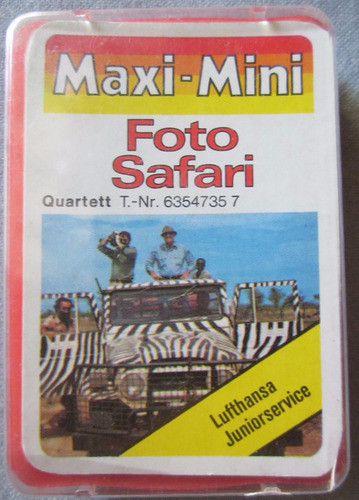 Maxi-Mini
Foto
Safari
Quartett T.-Nr. 6354735 7
Lufthansa
Juniorservice